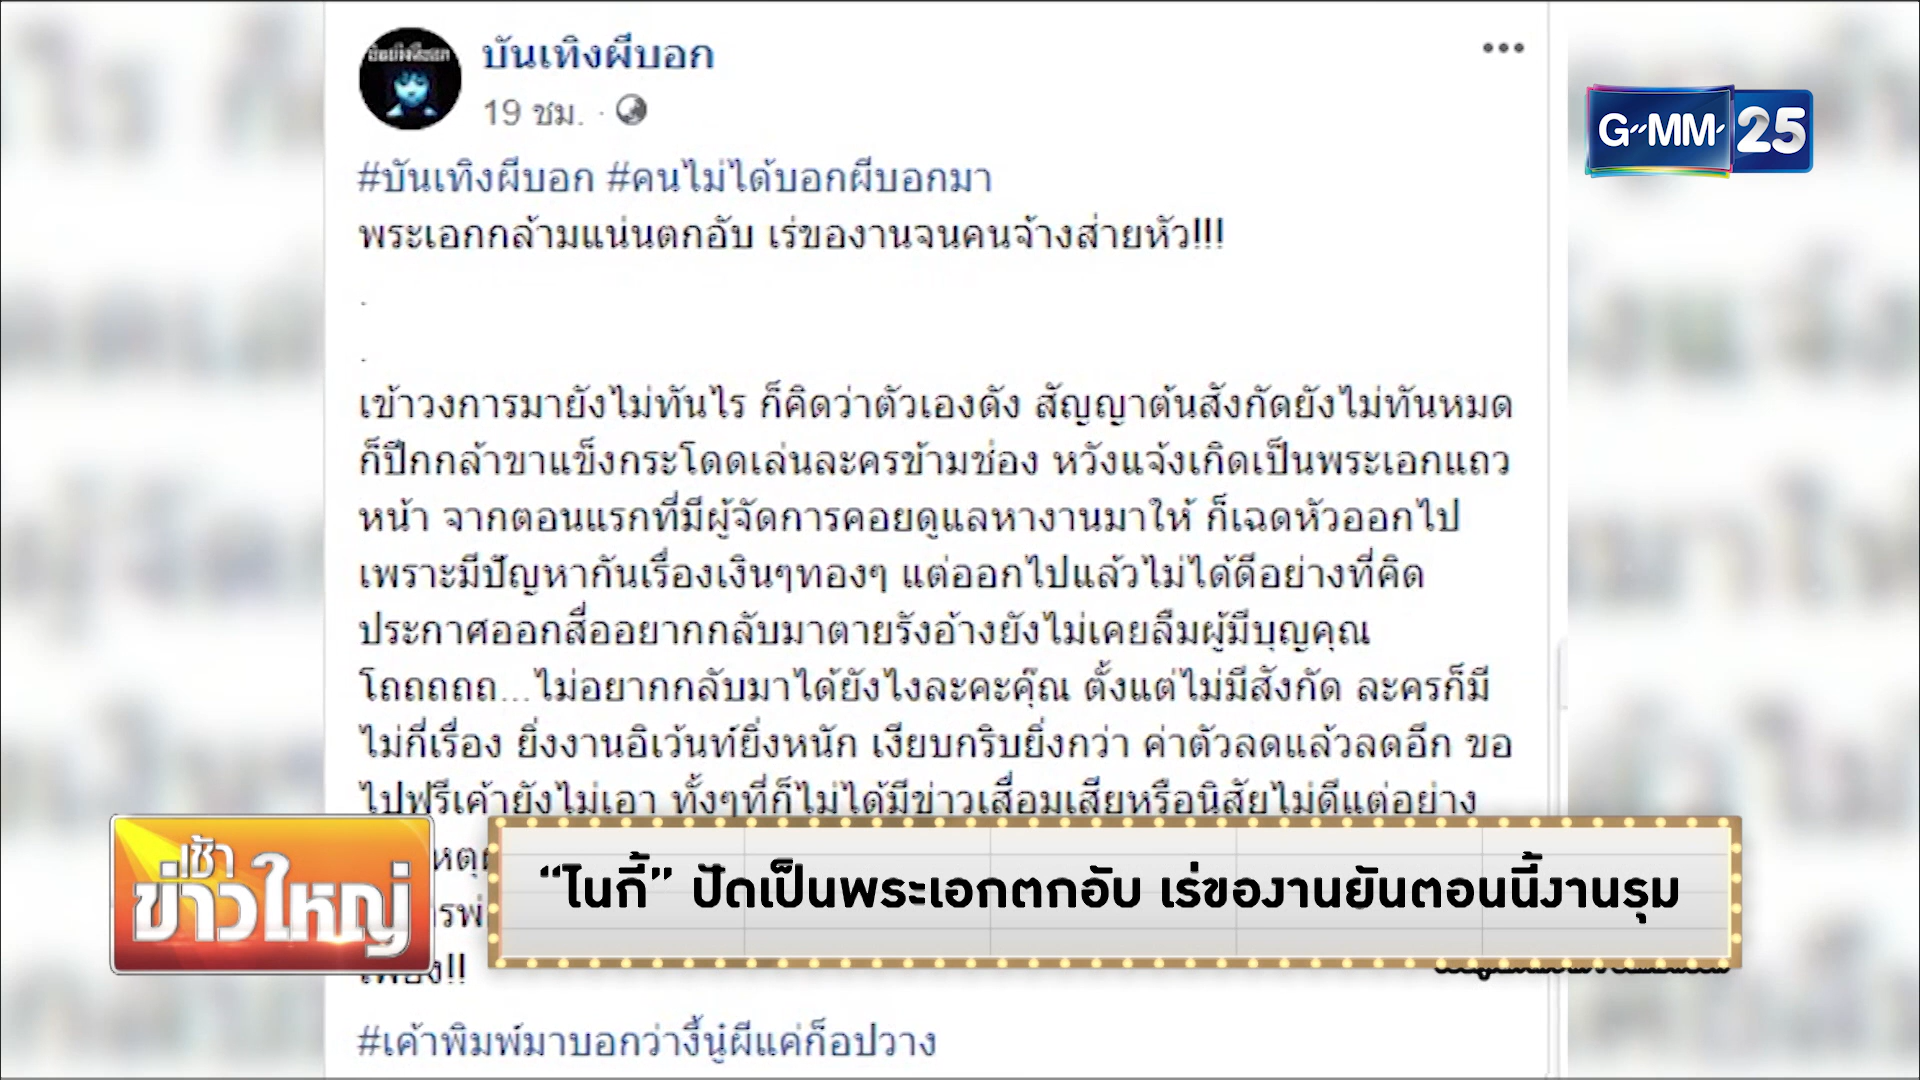 บันเทิงผีบอก
19 ชม. ·
G"MM' 25
#บันเทิงผีบอก #คนไม่ได้บอกผีบอกมา
พระเอกกล้ามแน่นตกอับ เร่ของานจนคนจ้างส่ายหัว!!!
.
.
เข้าวงการมายังไม่ทันไร ก็คิดว่าตัวเองดัง สัญญาต้นสังกัดยังไม่ทันหมด
ก็ปีกกล้าขาแข็งกระโดดเล่นละครข้ามช่อง หวังแจ้งเกิดเป็นพระเอกแถว
หน้า จากตอนแรกที่มีผู้จัดการคอยดูแลหางานมาให้ ก็เฉดหัวออกไป
เพราะมีปัญหากันเรื่องเงินๆทองๆ แต่ออกไปแล้วไม่ได้ดีอย่างที่คิด
ประกาศออกสื่ออยากกลับมาตายรังอ้างยังไม่เคยลืมผู้มีบุญคุณ
โถถถถถ...ไม่อยากกลับมาได้ยังไงละคะคุ๊ณ ตั้งแต่ไม่มีสังกัด ละครก็มี
ไม่กี่เรื่อง ยิ่งงานอิเว้นท์ยิ่งหนัก เงียบกริบยิ่งกว่า ค่าตัวลดแล้วลดอีก ขอ
ไปฟรีเค้ายังไม่เอา ทั้งๆที่ก็ไม่ได้มีข่าวเสื่อมเสียหรือนิสัยไม่ดีแต่อย่าง
เช้า
ข่าวใหญ่
“ไนกี้” ปัดเป็นพระเอกตกอับ เร่ของานยันตอนนี้งานรุม
#เค้าพิมพ์มาบอกว่างี้นู๋ผีแค่ก็อปวาง